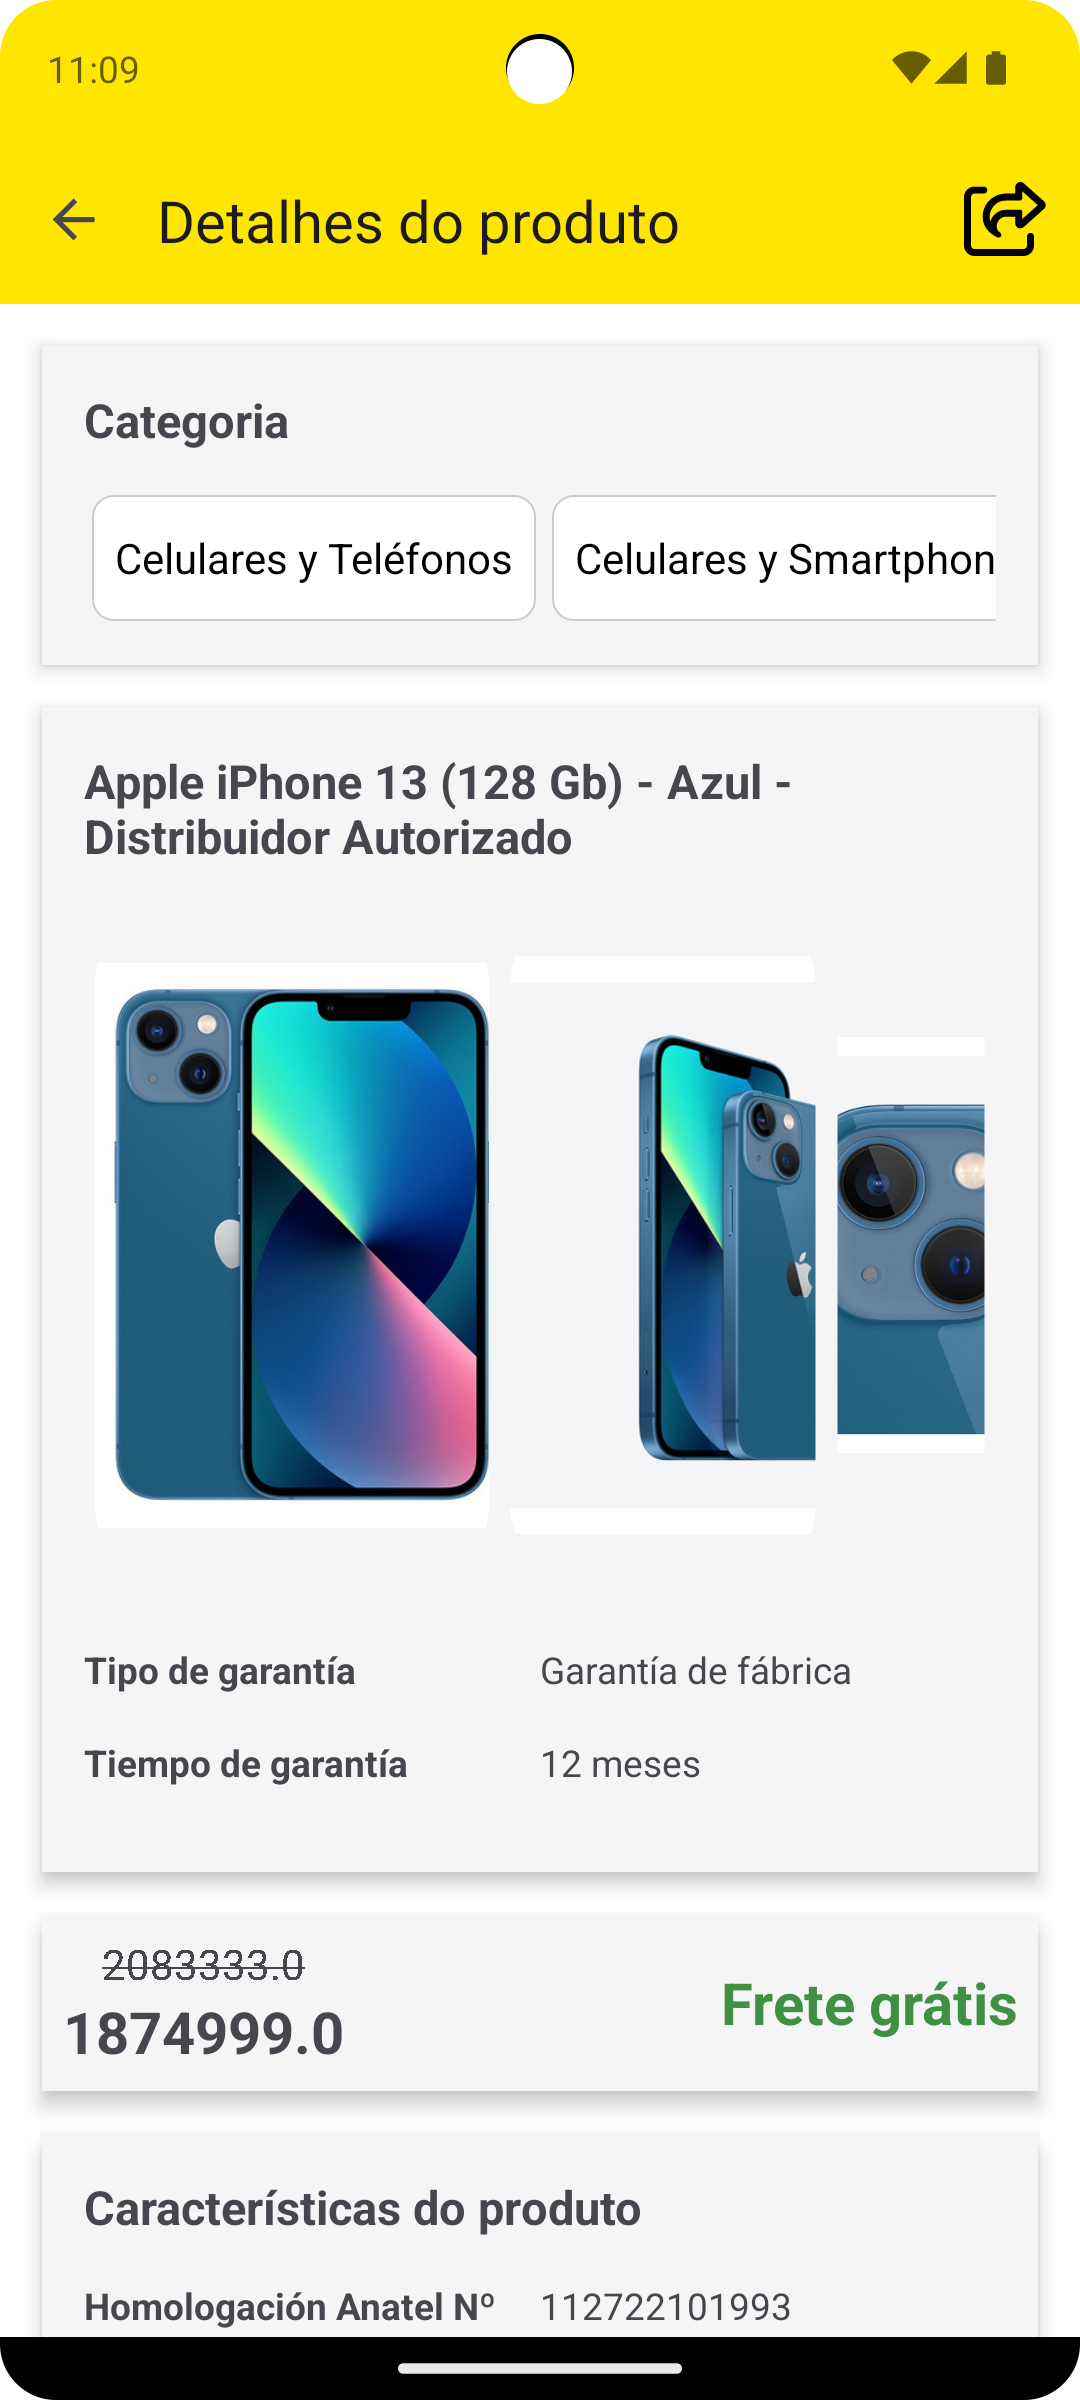 11:09
Detalhes do produto
Categoria
Celulares y Teléfonos
Celulares y Smartphon
Apple iPhone 13 (128 Gb) - Azul -
Distribuidor Autorizado
Tipo de garantía Garantía de fábrica
Tiempo de garantía 12 meses
2083333.0
1874999.0
Frete grátis
Características do produto
Homologación Anatel Nº 112722101993